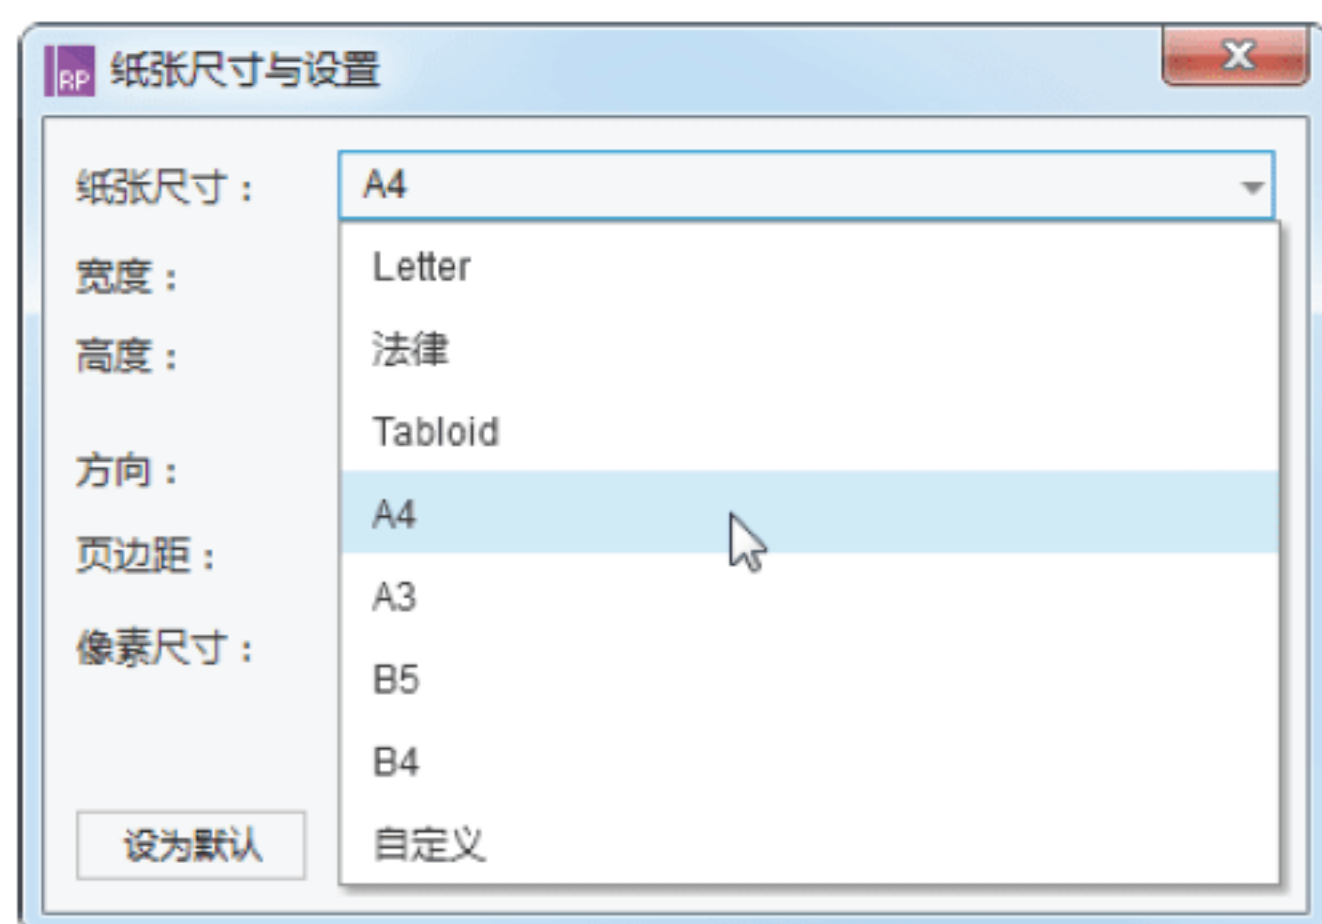 RP 纸张尺寸与设置
纸张尺寸： A4
Letter
宽度：
法律
高度：
Tabloid
方向：
A4
页边距：
A3
像素尺寸：
B5
B4
设为默认
自定义